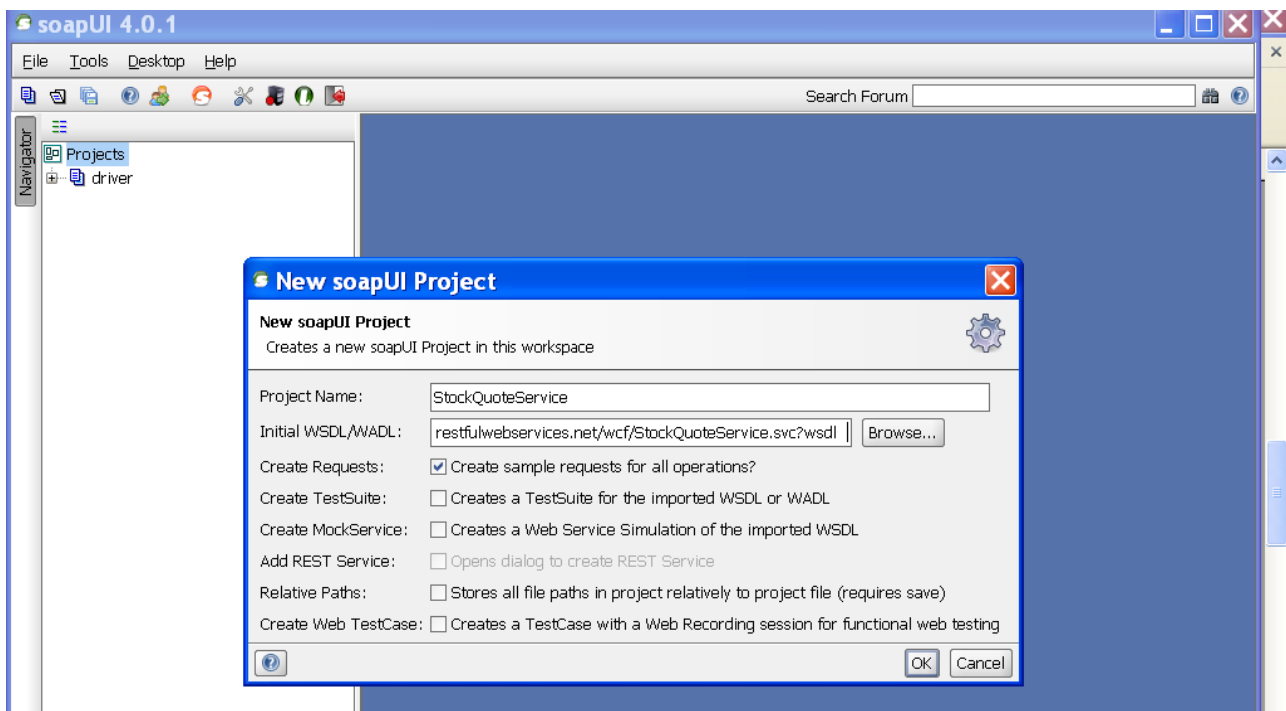 soapUI 4.0.1
File Tools Desktop Help
Search Forum
Navigator
Projects
driver
New soapUI Project
New soapUI Project
Creates a new soapUI Project in this workspace
Project Name: StockQuoteService
Initial WSDL/WADL: restfulwebservices.net/wcf/StockQuoteService.svc?wsdl Browse...
Create Requests: Create sample requests for all operations?
Create TestSuite: Creates a TestSuite for the imported WSDL or WADL
Create MockService: Creates a Web Service Simulation of the imported WSDL
Add REST Service: Opens dialog to create REST Service
Relative Paths: Stores all file paths in project relatively to project file (requires save)
Create Web TestCase: Creates a TestCase with a Web Recording session for functional web testing
OK Cancel